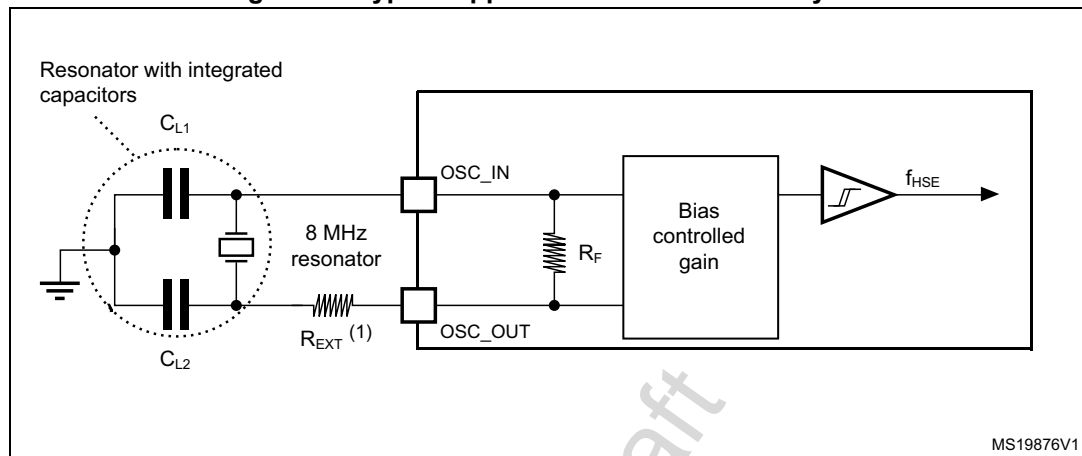 Resonator with integrated
capacitors
CL1
OSC_IN
fHSE
8 MHz
resonator
RF
Bias
controlled
gain
REXT (1)
OSC_OUT
CL2
MS19876V1